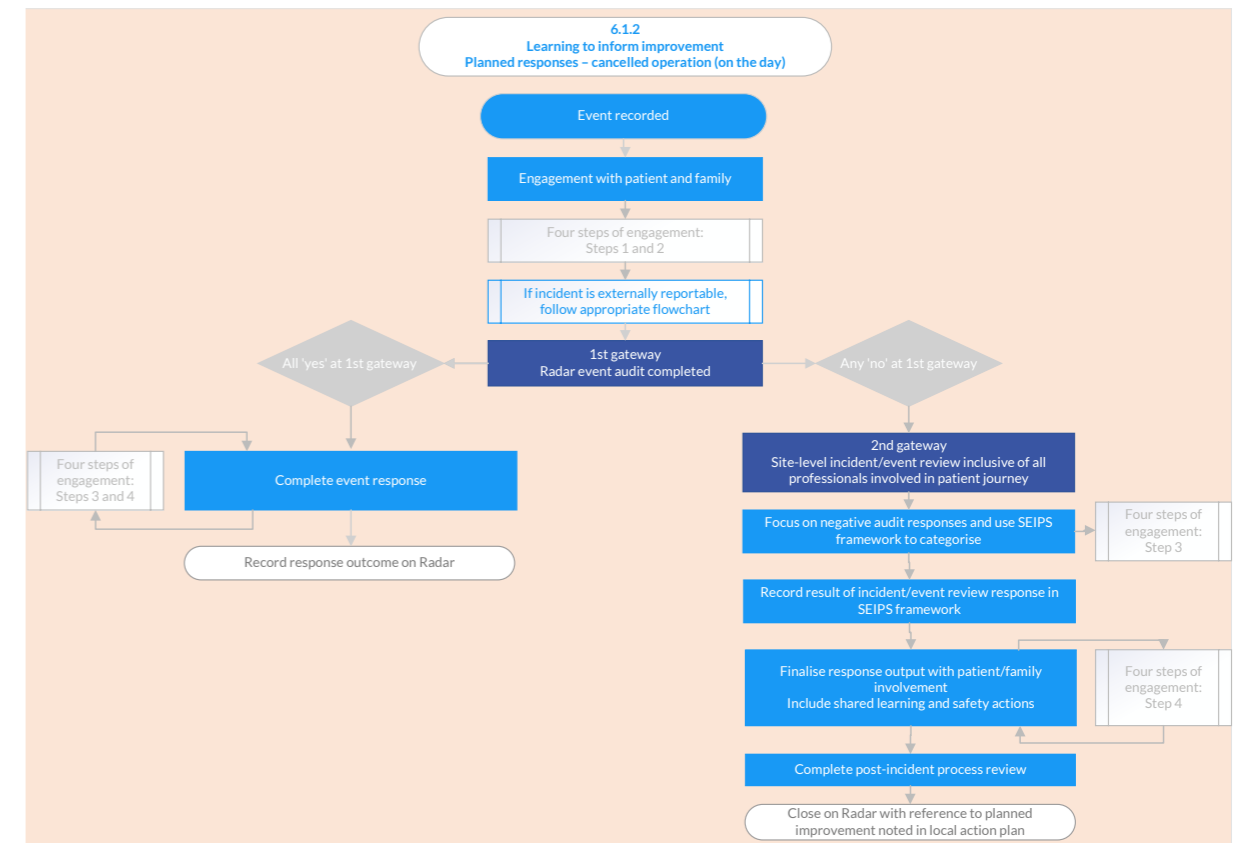 6.1.2
Learning to inform improvement
Planned responses – cancelled operation (on the day)
Event recorded
Engagement with patient and family
Four steps of engagement:
Steps 1 and 2
If incident is externally reportable,
follow appropriate flowchart
1st gateway
Radar event audit completed
All 'yes' at 1st gateway
Any 'no' at 1st gateway
Four steps of
engagement:
Steps 3 and 4
Complete event response
Record response outcome on Radar
2nd gateway
Site-level incident/event review inclusive of all
professionals involved in patient journey
Focus on negative audit responses and use SEIPS
framework to categorise
Four steps of
engagement:
Step 3
Record result of incident/event review response in
SEIPS framework
Finalise response output with patient/family
involvement
Include shared learning and safety actions
Four steps of
engagement:
Step 4
Complete post-incident process review
Close on Radar with reference to planned
improvement noted in local action plan